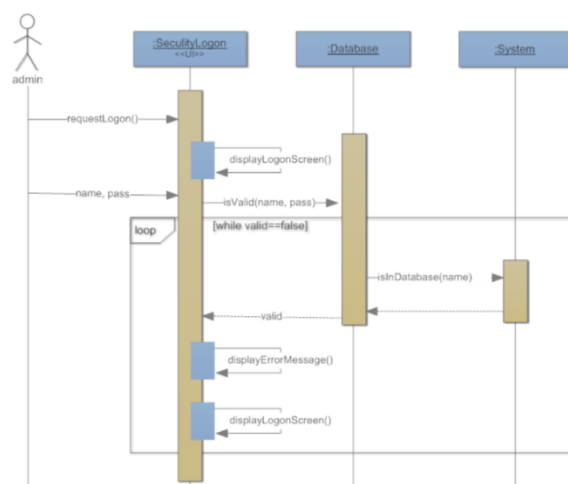 :SeculityLogon
<<UI>>
:Database
:System
admin
requestLogon()
displayLogonScreen()
name, pass
isValid(name, pass)
loop
[while valid==false]
isInDatabase(name)
valid
displayErrorMessage()
displayLogonScreen()